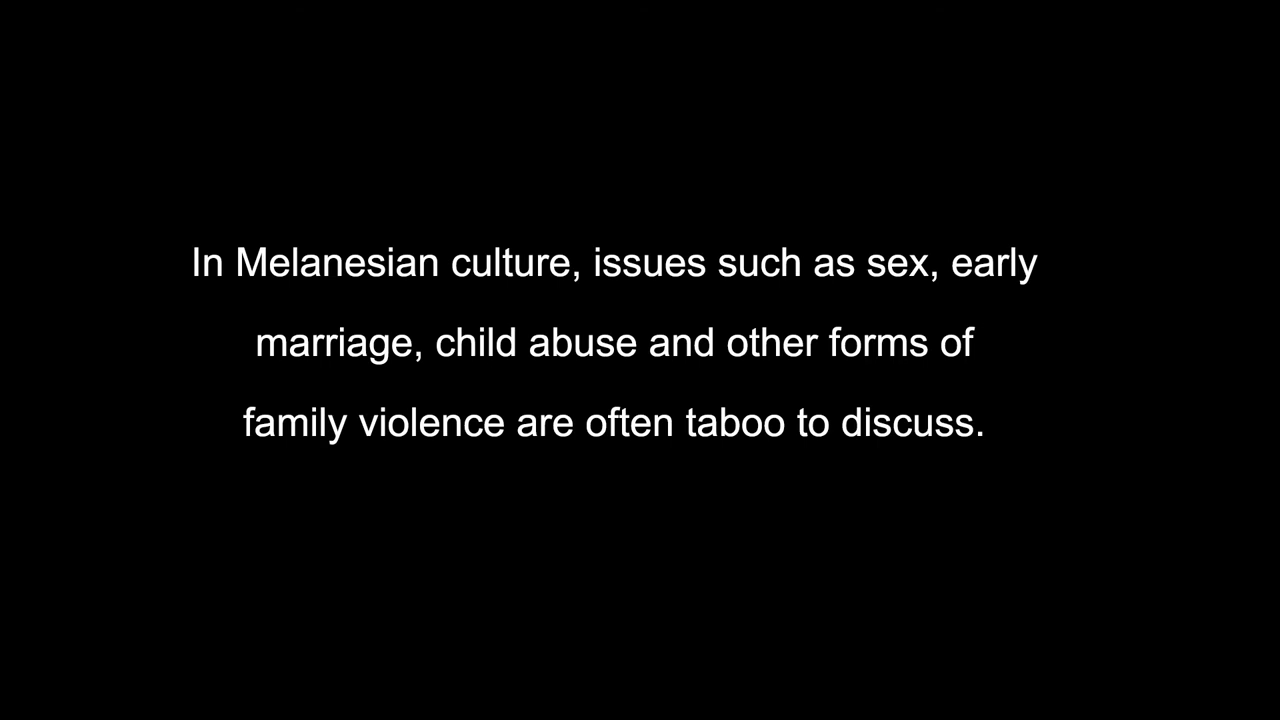 In Melanesian culture, issues such as sex, early
marriage, child abuse and other forms of
family violence are often taboo to discuss.